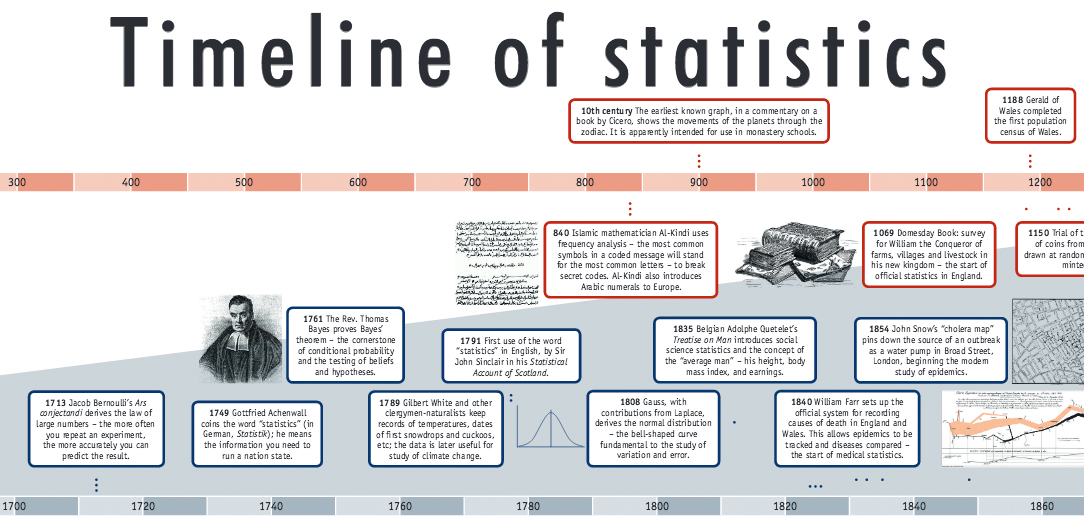 Timeline of statistics
10th century The earliest known graph, in a commentary on a
book by Cicero, shows the movements of the planets through the
zodiac. It is apparently intended for use in monastery schools.
1188 Gerald of
Wales completed
the first population
census of Wales.
300 400 500 600 700 800 900 1000 1100 1200
840 Islamic mathematician Al-Kindi uses
frequency analysis – the most common
symbols in a coded message will stand
for the most common letters – to break
secret codes. Al-Kindi also introduces
Arabic numerals to Europe.
1069 Domesday Book: survey
for William the Conqueror of
farms, villages and livestock in
his new kingdom – the start of
official statistics in England.
1150 Trial of t
of coins from
drawn at random
minte
1761 The Rev. Thomas
Bayes proves Bayes'
theorem – the cornerstone
of conditional probability
and the testing of beliefs
and hypotheses.
1791 First use of the word
"statistics" in English, by Sir
John Sinclair in his Statistical
Account of Scotland.
1835 Belgian Adolphe Quetelet's
Treatise on Man introduces social
science statistics and the concept of
the "average man" – his height, body
mass index, and earnings.
1854 John Snow's "cholera map"
pins down the source of an outbreak
as a water pump in Broad Street,
London, beginning the modern
study of epidemics.
1713 Jacob Bernoulli's Ars
conjectandi derives the law of
large numbers – the more often
you repeat an experiment,
the more accurately you can
predict the result.
1749 Gottfried Achenwall
coins the word "statistics" (in
German, Statistik); he means
the information you need to
run a nation state.
1789 Gilbert White and other
clergymen-naturalists keep
records of temperatures, dates
of first snowdrops and cuckoos,
etc; the data is later useful for
study of climate change.
1808 Gauss, with
contributions from Laplace,
derives the normal distribution
– the bell-shaped curve
fundamental to the study of
variation and error.
1840 William Farr sets up the
official system for recording
causes of death in England and
Wales. This allows epidemics to be
tracked and diseases compared –
the start of medical statistics.
1700 1720 1740 1760 1780 1800 1820 1840 1860